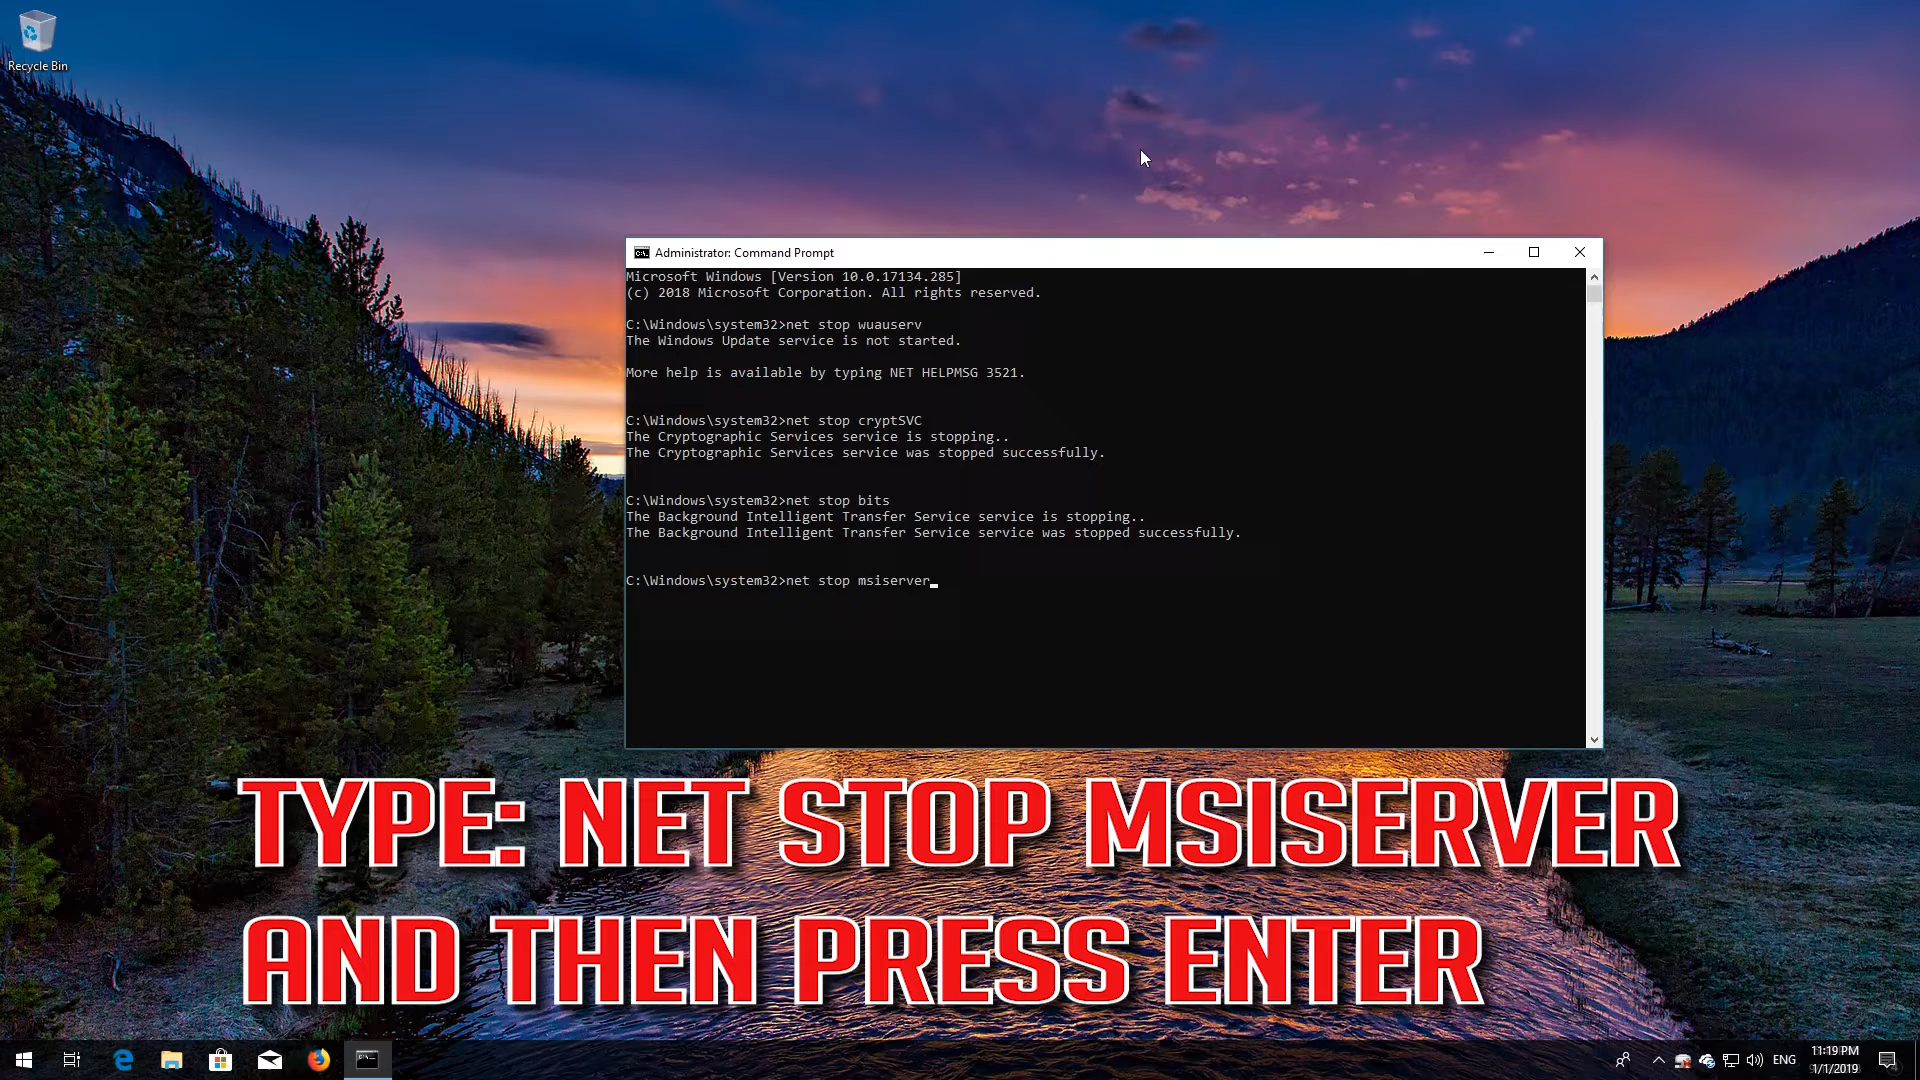 Recycle Bin
Administrator: Command Prompt
Microsoft Windows [Version 10.0.17134.285]
(c) 2018 Microsoft Corporation. All rights reserved.
C:\Windows\system32>net stop wuauserv
The Windows Update service is not started.
More help is available by typing NET HELPMSG 3521.
C:\Windows\system32>net stop cryptSVC
The Cryptographic Services service is stopping..
The Cryptographic Services service was stopped successfully.
C:\Windows\system32>net stop bits
The Background Intelligent Transfer Service service is stopping..
The Background Intelligent Transfer Service service was stopped successfully.
C:\Windows\system32>net stop msiserver
TYPE: NET STOP MSISERVER
AND THEN PRESS ENTER
ENG
11:19 PM
1/1/2019